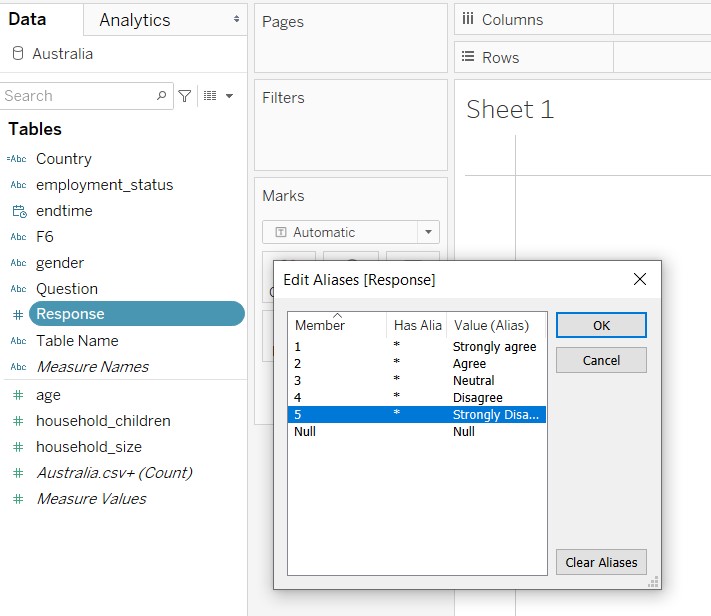 Data
Analytics
Australia
Search
Tables
=Abc Country
Abc employment_status
endtime
Abc F6
Abc gender
Abc Question
# Response
Abc Table Name
Abc Measure Names
# age
# household_children
# household_size
# Australia.csv+ (Count)
# Measure Values
Pages
Filters
Marks
T Automatic
Columns
Rows
Sheet 1
Edit Aliases [Response]
Member Has Alia Value (Alias)
1 * Strongly agree
2 * Agree
3 * Neutral
4 * Disagree
5 * Strongly Disa...
Null Null
OK
Cancel
Clear Aliases